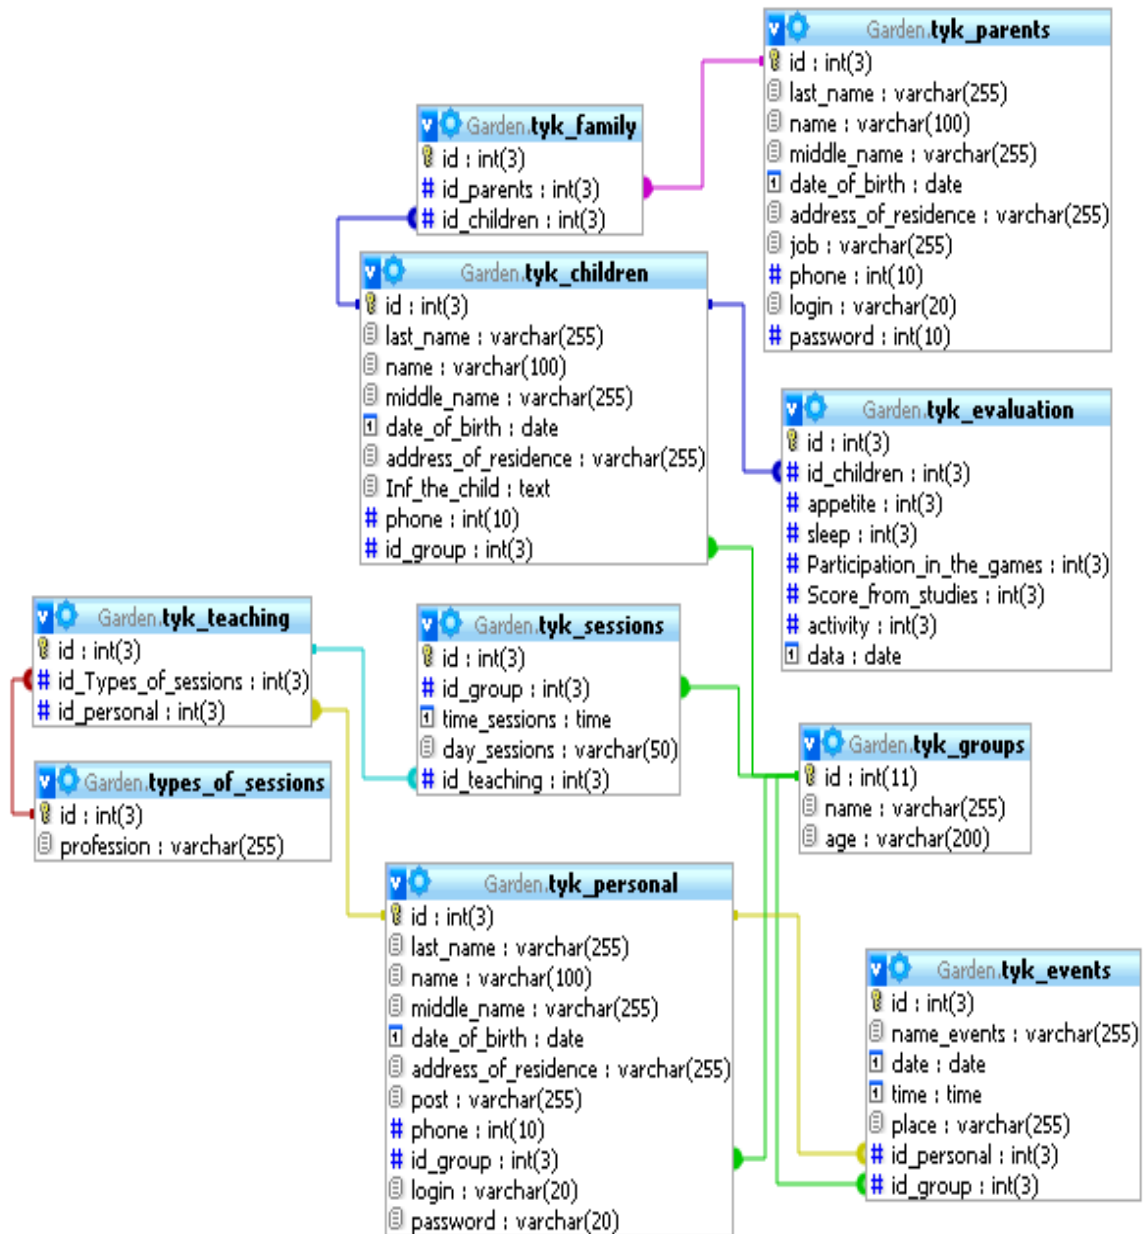 Garden.tyk_parents
id : int(3)
last_name : varchar(255)
name : varchar(100)
middle_name : varchar(255)
date_of_birth : date
address_of_residence : varchar(255)
job : varchar(255)
phone : int(10)
login : varchar(20)
password : int(10)
Garden.tyk_family
id : int(3)
id_parents : int(3)
id_children : int(3)
Garden.tyk_children
id : int(3)
last_name : varchar(255)
name : varchar(100)
middle_name : varchar(255)
date_of_birth : date
address_of_residence : varchar(255)
Inf_the_child : text
phone : int(10)
id_group : int(3)
Garden.tyk_evaluation
id : int(3)
id_children : int(3)
appetite : int(3)
sleep : int(3)
Participation_in_the_games : int(3)
Score_from_studies : int(3)
activity : int(3)
data : date
Garden.tyk_teaching
id : int(3)
id_Types_of_sessions : int(3)
id_personal : int(3)
Garden.tyk_sessions
id : int(3)
id_group : int(3)
time_sessions : time
day_sessions : varchar(50)
id_teaching : int(3)
Garden.tyk_groups
id : int(11)
name : varchar(255)
age : varchar(200)
Garden.types_of_sessions
id : int(3)
profession : varchar(255)
Garden.tyk_personal
id : int(3)
last_name : varchar(255)
name : varchar(100)
middle_name : varchar(255)
date_of_birth : date
address_of_residence : varchar(255)
post : varchar(255)
phone : int(10)
id_group : int(3)
login : varchar(20)
password : varchar(20)
Garden.tyk_events
id : int(3)
name_events : varchar(255)
date : date
time : time
place : varchar(255)
id_personal : int(3)
id_group : int(3)